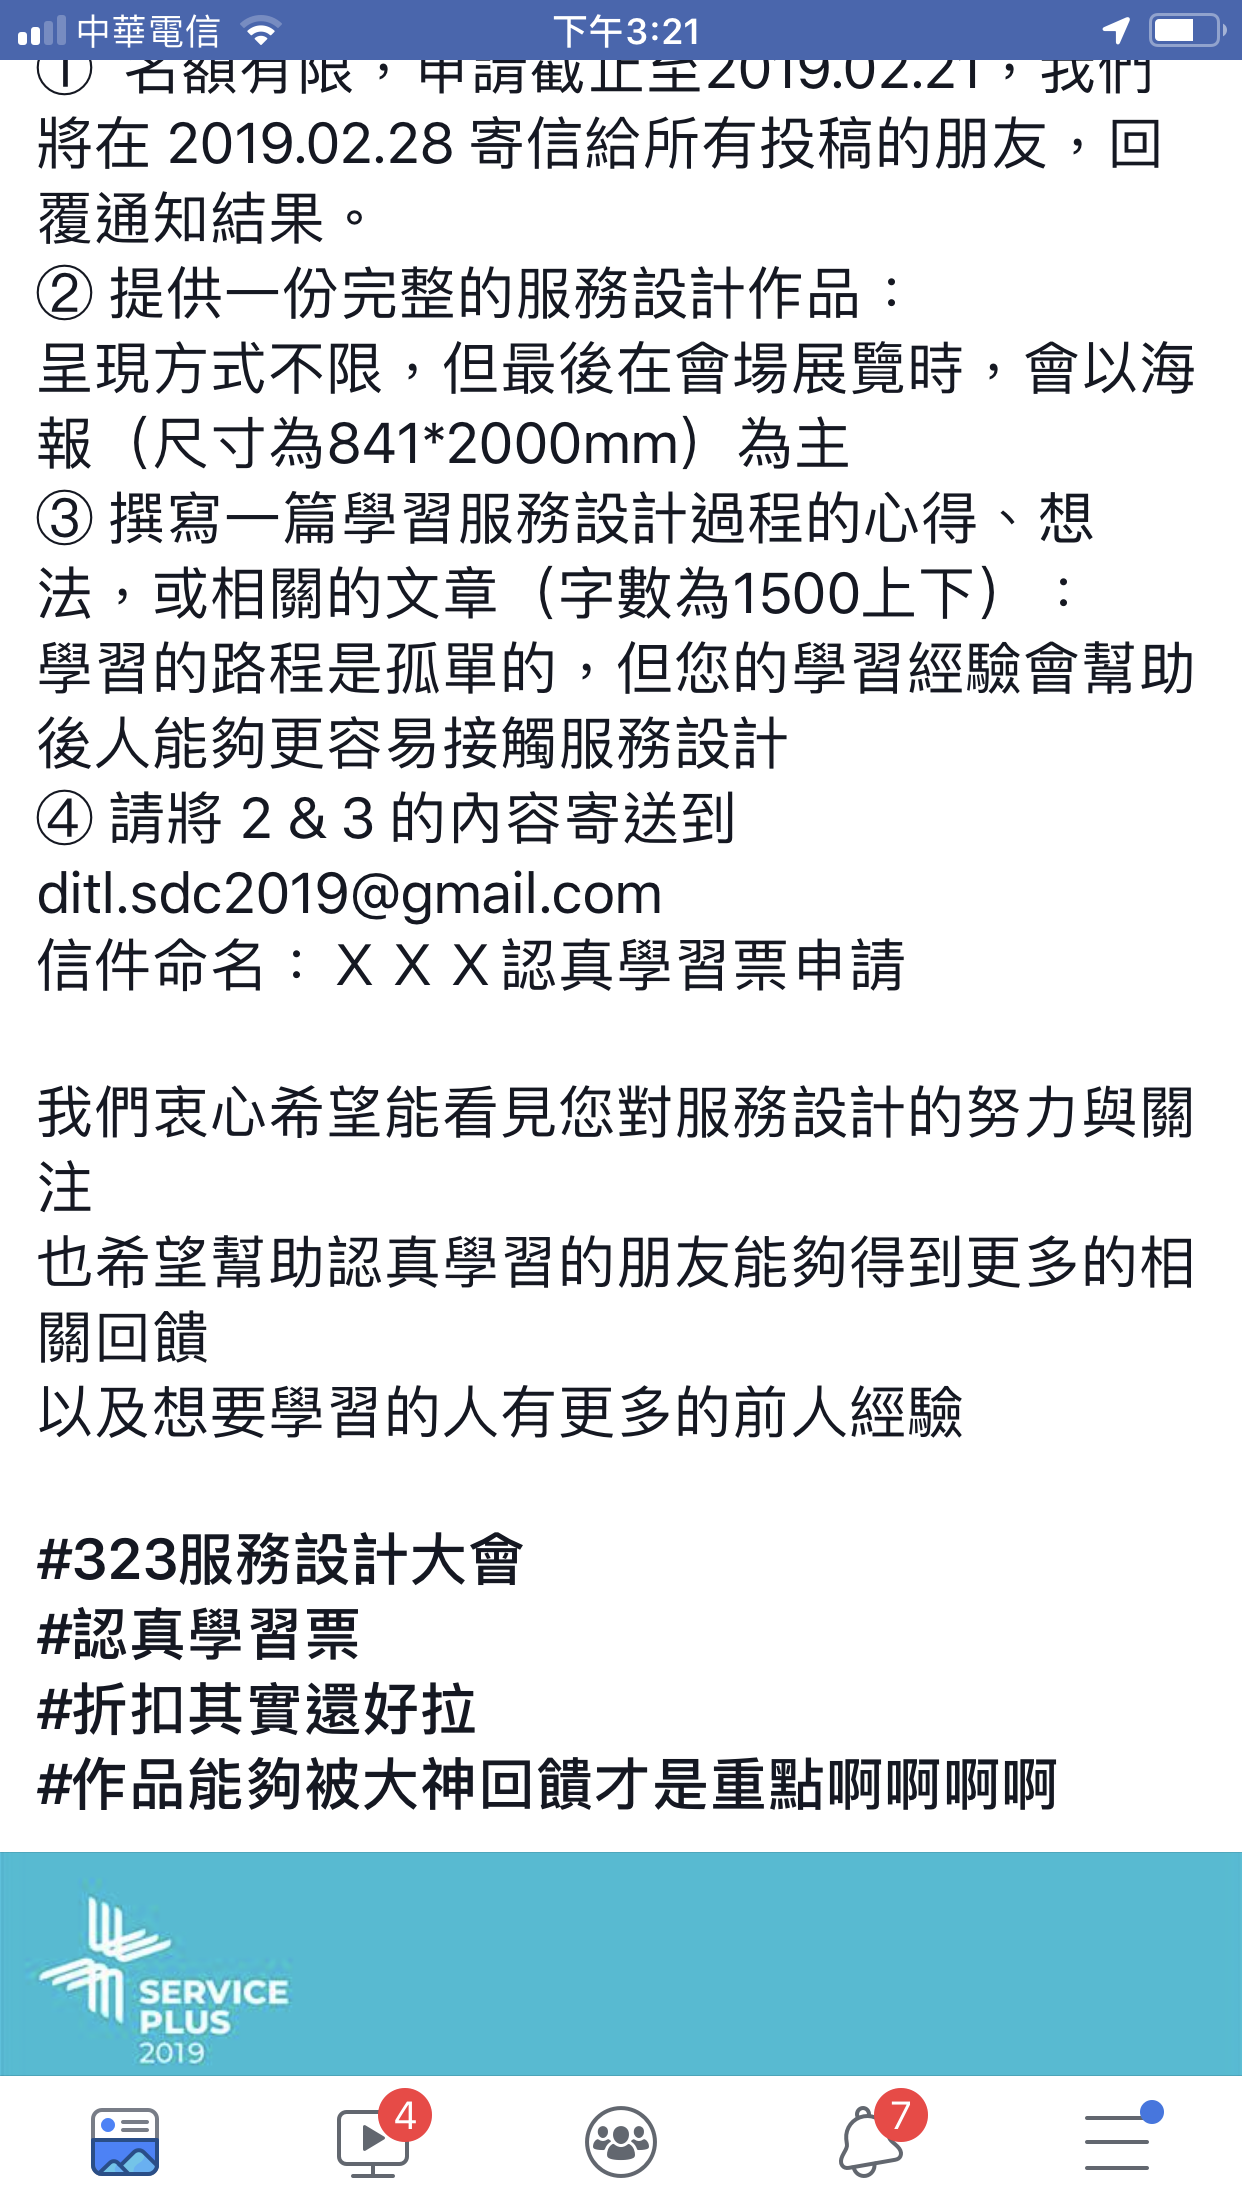 中華電信
下午3:21
① 名額有限，申請截止至2019.02.21，我們
將在 2019.02.28 寄信給所有投稿的朋友，回
覆通知結果。
② 提供一份完整的服務設計作品：
呈現方式不限，但最後在會場展覽時，會以海
報（尺寸為841*2000mm）為主
③ 撰寫一篇學習服務設計過程的心得、想
法，或相關的文章（字數為1500上下）：
學習的路程是孤單的，但您的學習經驗會幫助
後人能夠更容易接觸服務設計
④ 請將 2 & 3 的內容寄送到
ditl.sdc2019@gmail.com
信件命名：ＸＸＸ認真學習票申請
我們衷心希望能看見您對服務設計的努力與關
注
也希望幫助認真學習的朋友能夠得到更多的相
關回饋
以及想要學習的人有更多的前人經驗
#323服務設計大會
#認真學習票
#折扣其實還好拉
#作品能夠被大神回饋才是重點啊啊啊啊
SERVICE
PLUS
2019
4
7